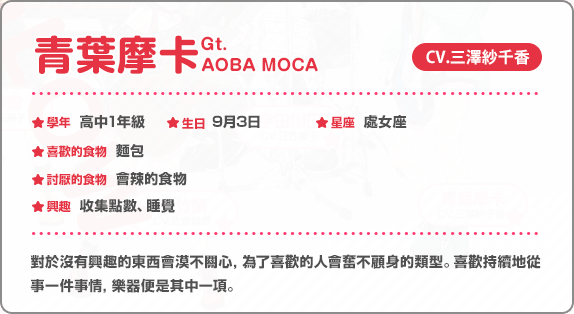 青葉摩卡 Gt. AOBA MOCA CV.三澤紗千香
★學年 高中1年級 ★生日 9月3日 ★星座 處女座
★喜歡的食物 麵包
★討厭的食物 會辣的食物
★興趣 收集點數、睡覺
對於沒有興趣的東西會漠不關心, 為了喜歡的人會奮不顧身的類型。喜歡持續地從
事一件事情, 樂器便是其中一項。